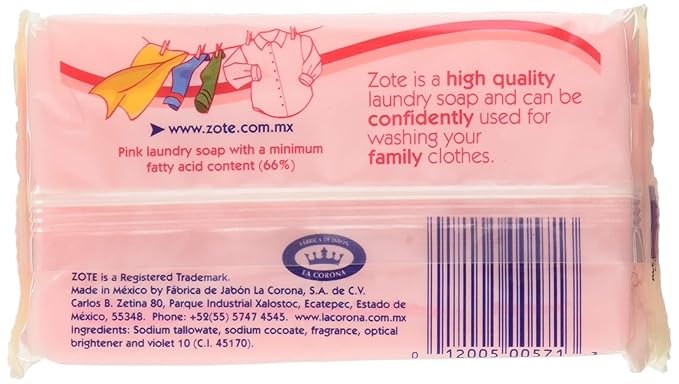 Zote is a high quality
laundry soap and can be
confidently used for
washing your
family clothes.
➤ www.zote.com.mx
Pink laundry soap with a minimum
fatty acid content (66%)
FÁBRICA DE JABÓN
LA CORONA
ZOTE is a Registered Trademark.
Made in México by Fábrica de Jabón La Corona, S.A. de C.V.
Carlos B. Zetina 80, Parque Industrial Xalostoc, Ecatepec, Estado de
México, 55348. Phone: +52(55) 5747 4545. www.lacorona.com.mx
Ingredients: Sodium tallowate, sodium cocoate, fragrance, optical
brightener and violet 10 (C.I. 45170).
0 12005 00571 3